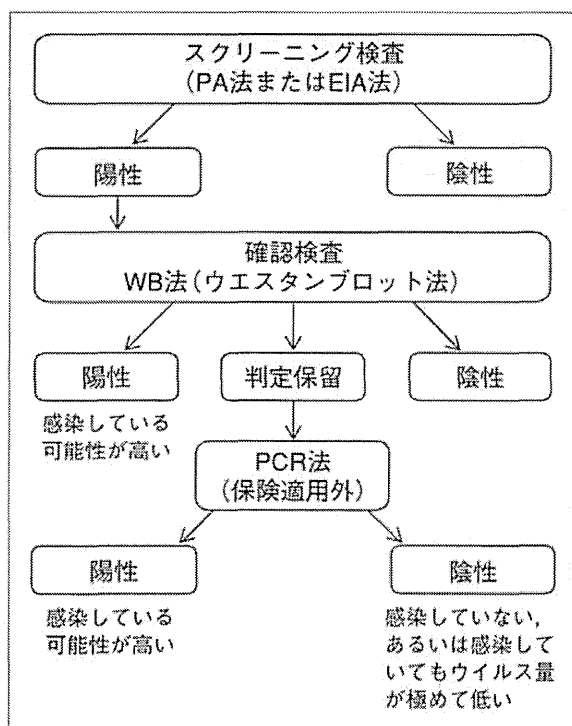 スクリーニング検査
(PA法またはEIA法)
陽性
陰性
確認検査
WB法(ウエスタンブロット法)
陽性
判定保留
陰性
感染している
可能性が高い
PCR法
(保険適用外)
陽性
陰性
感染している
可能性が高い
感染していない,
あるいは感染して
いてもウイルス量
が極めて低い